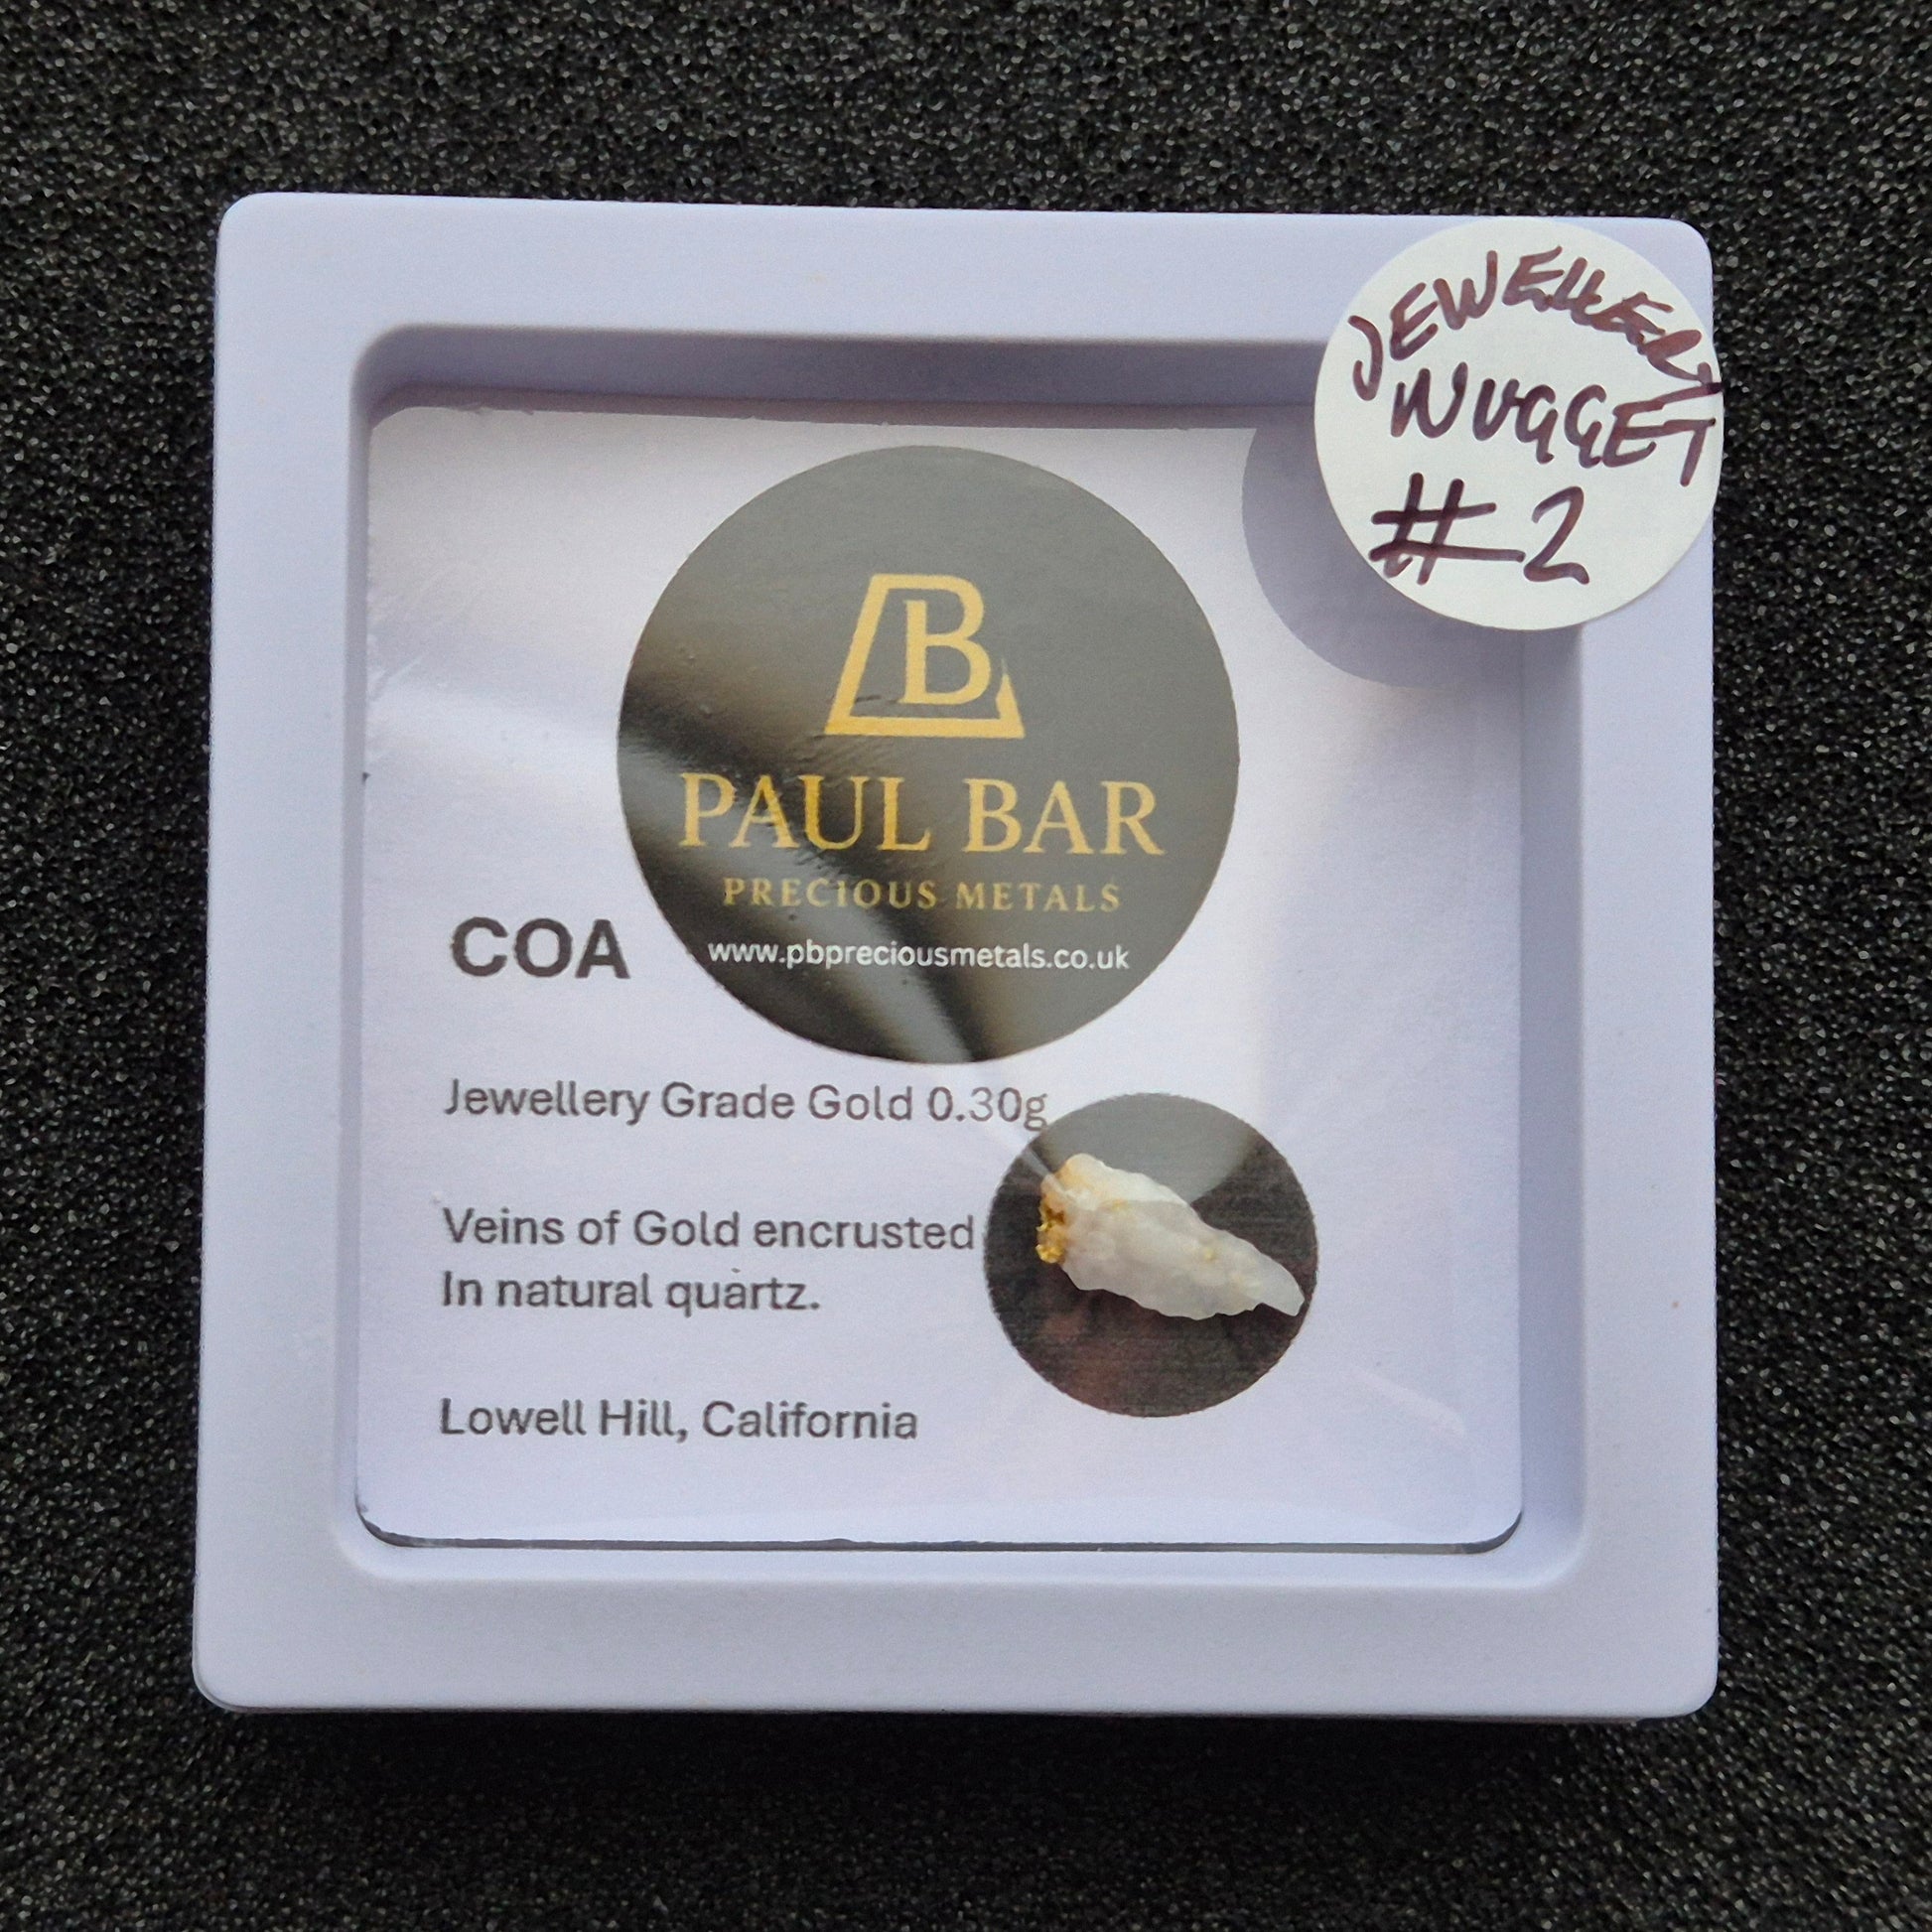 JEWELLERY
NUGGET
#2
B
PAUL BAR
PRECIOUS METALS
www.pbpreciousmetals.co.uk
COA
Jewellery Grade Gold 0.30g
Veins of Gold encrusted
In natural quartz.
Lowell Hill, California